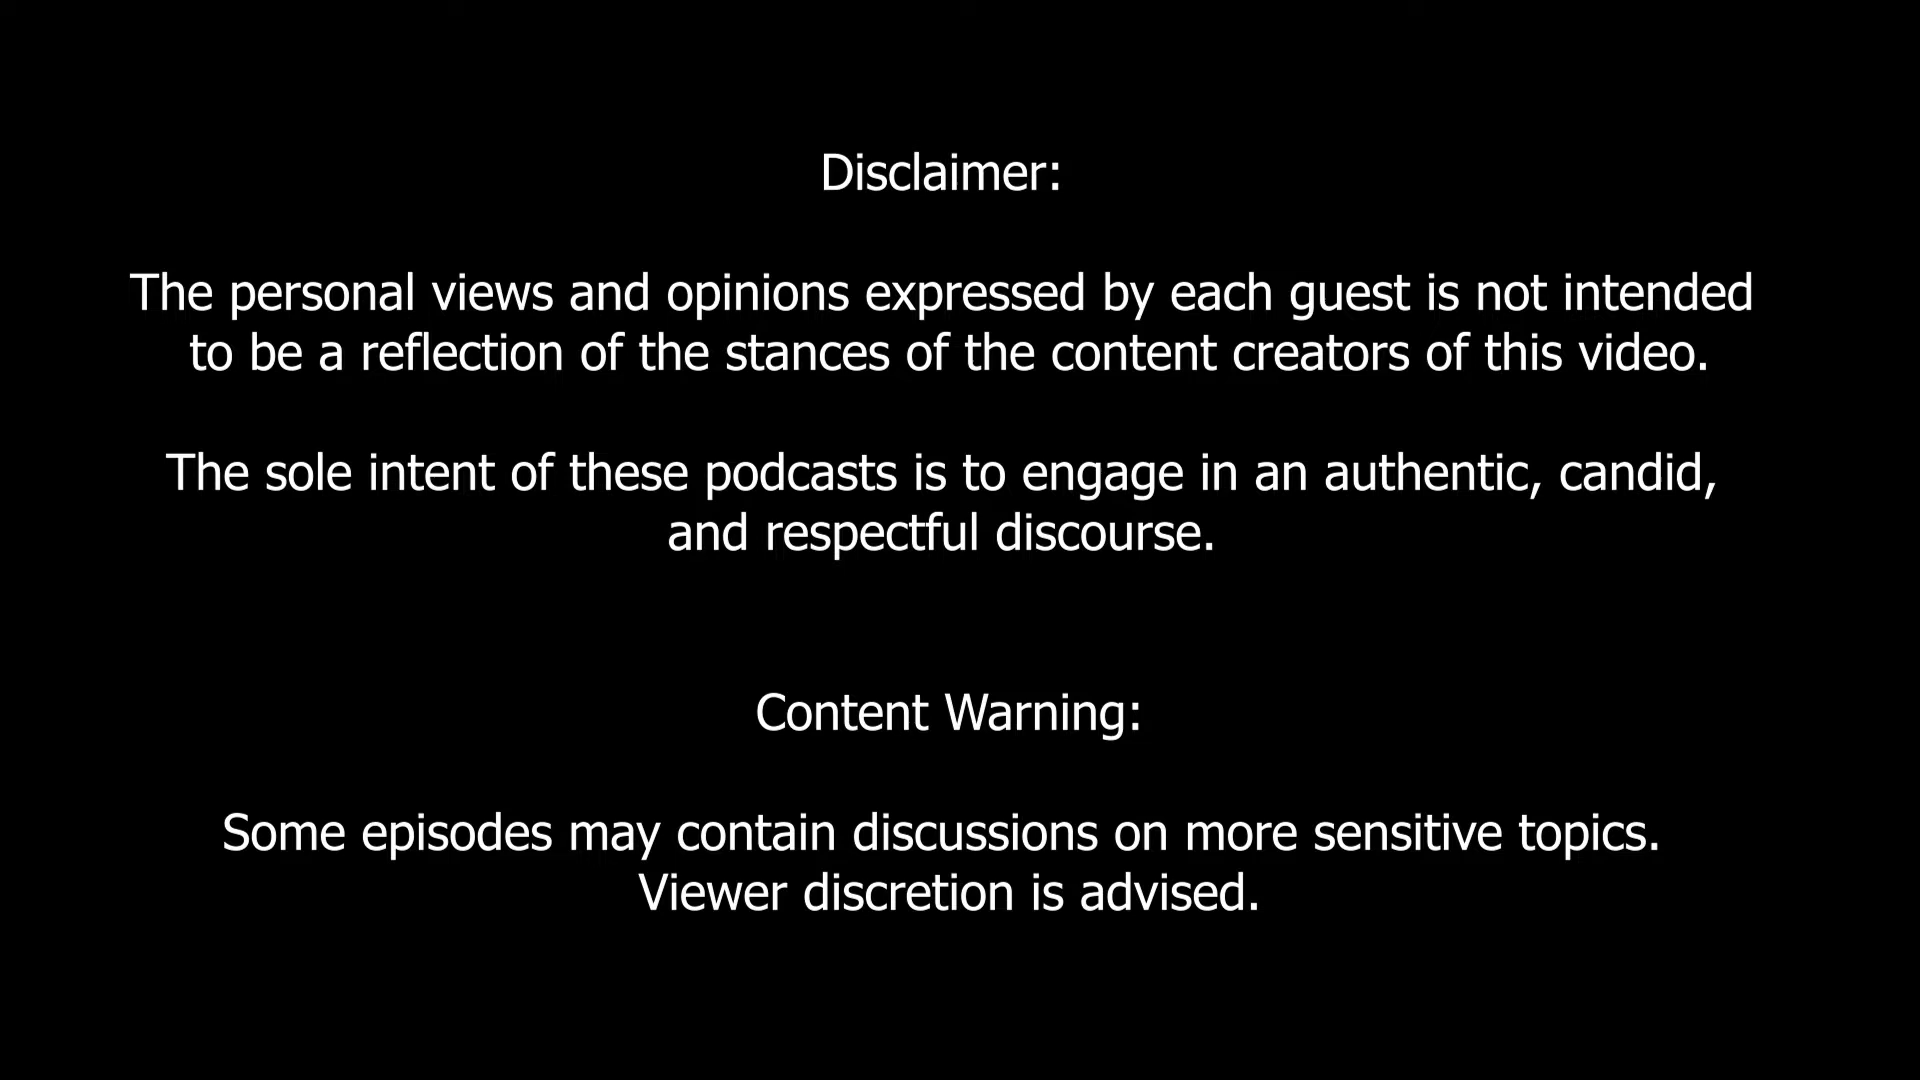 Disclaimer:
The personal views and opinions expressed by each guest is not intended
to be a reflection of the stances of the content creators of this video.
The sole intent of these podcasts is to engage in an authentic, candid,
and respectful discourse.
Content Warning:
Some episodes may contain discussions on more sensitive topics.
Viewer discretion is advised.